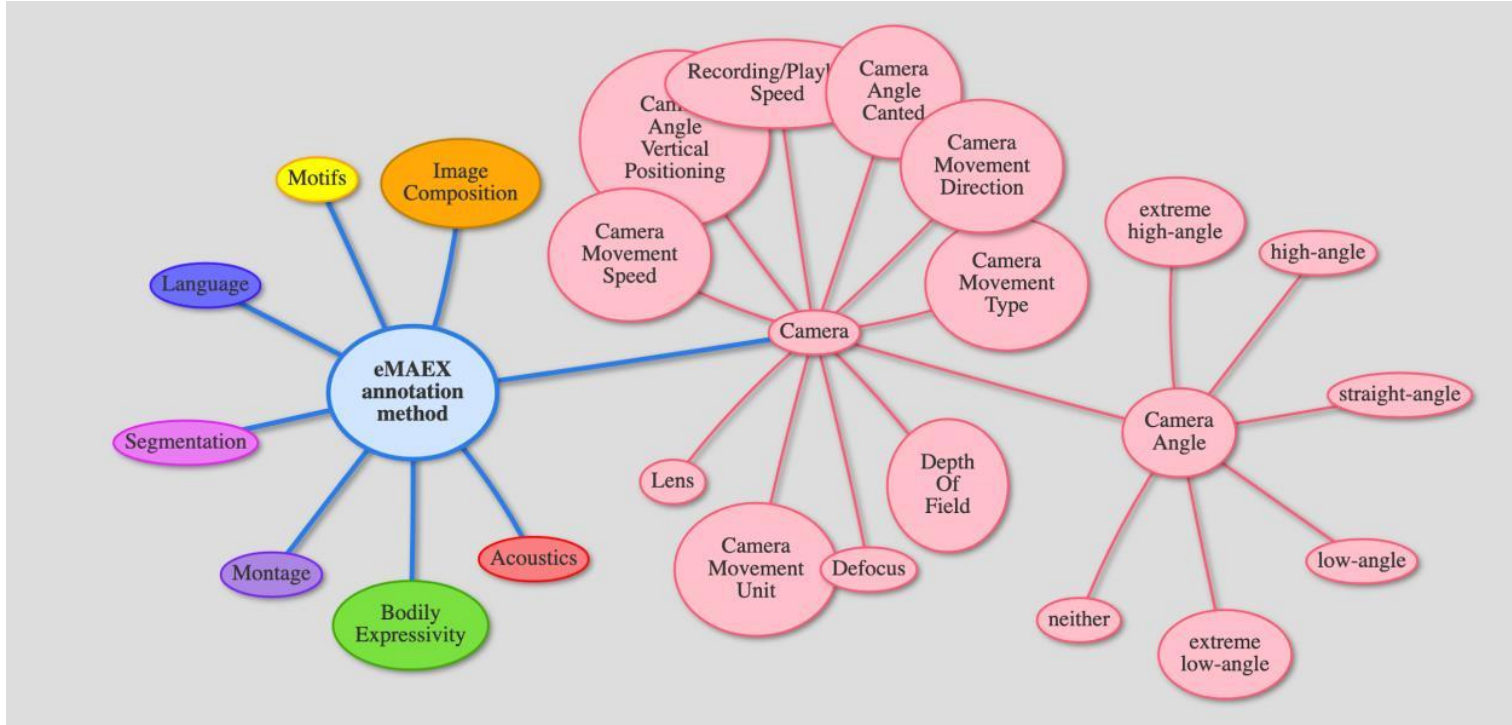 Motifs
Image
Composition
Language
eMAEX
annotation
method
Segmentation
Montage
Bodily
Expressivity
Acoustics
Camera
Angle
Vertical
Positioning
Speed
Camera
Angle
Canted
Camera
Movement
Direction
Camera
Movement
Speed
Camera
Movement
Type
Camera
Lens
Camera
Movement
Unit
Defocus
Depth
Of
Field
Camera
Angle
extreme
high-angle
high-angle
straight-angle
low-angle
extreme
low-angle
neither